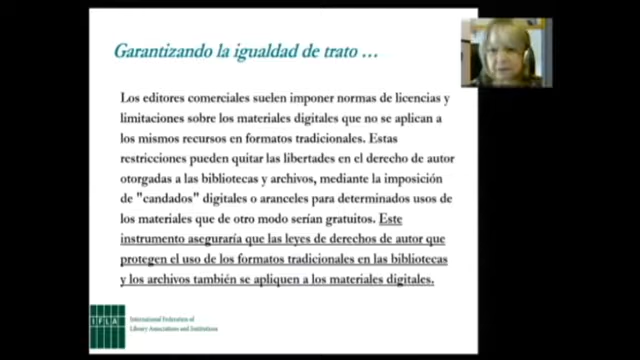 Garantizando la igualdad de trato ...
Los editores comerciales suelen imponer normas de licencias y
limitaciones sobre los materiales digitales que no se aplican a
los mismos recursos en formatos tradicionales. Estas
restricciones pueden quitar las libertades en el derecho de autor
otorgadas a las bibliotecas y archivos, mediante la imposición
de "candados" digitales o aranceles para determinados usos de
los materiales que de otro modo serían gratuitos. Este
instrumento aseguraría que las leyes de derechos de autor que
protegen el uso de los formatos tradicionales en las bibliotecas
y los archivos también se apliquen a los materiales digitales.
IFLA
International Federation of
Library Associations and Institutions